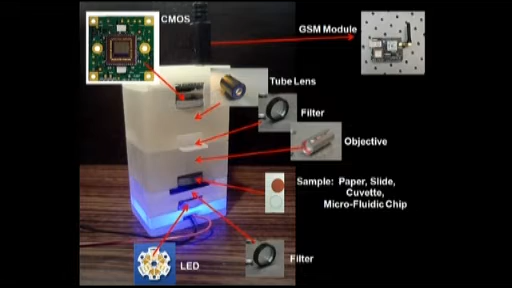 CMOS
GSM Module
Tube Lens
Filter
Objective
Sample: Paper, Slide,
Cuvette,
Micro-Fluidic Chip
Filter
LED